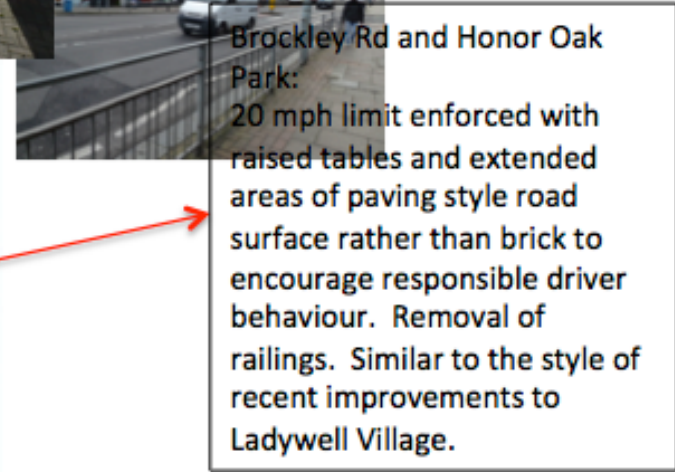 Brockley Rd and Honor Oak
Park:
20 mph limit enforced with
raised tables and extended
areas of paving style road
surface rather than brick to
encourage responsible driver
behaviour.  Removal of
railings.  Similar to the style of
recent improvements to
Ladywell Village.